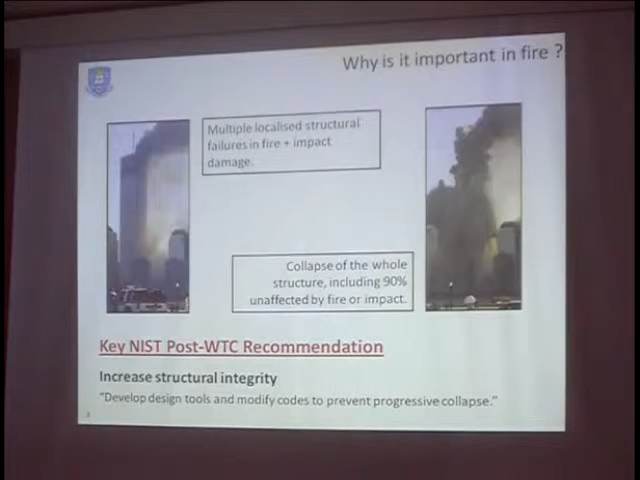 Why is it important in fire ?
Multiple localised structural
failures in fire + impact
damage.
Collapse of the whole
structure, including 90%
unaffected by fire or impact.
Key NIST Post-WTC Recommendation
Increase structural integrity
"Develop design tools and modify codes to prevent progressive collapse."